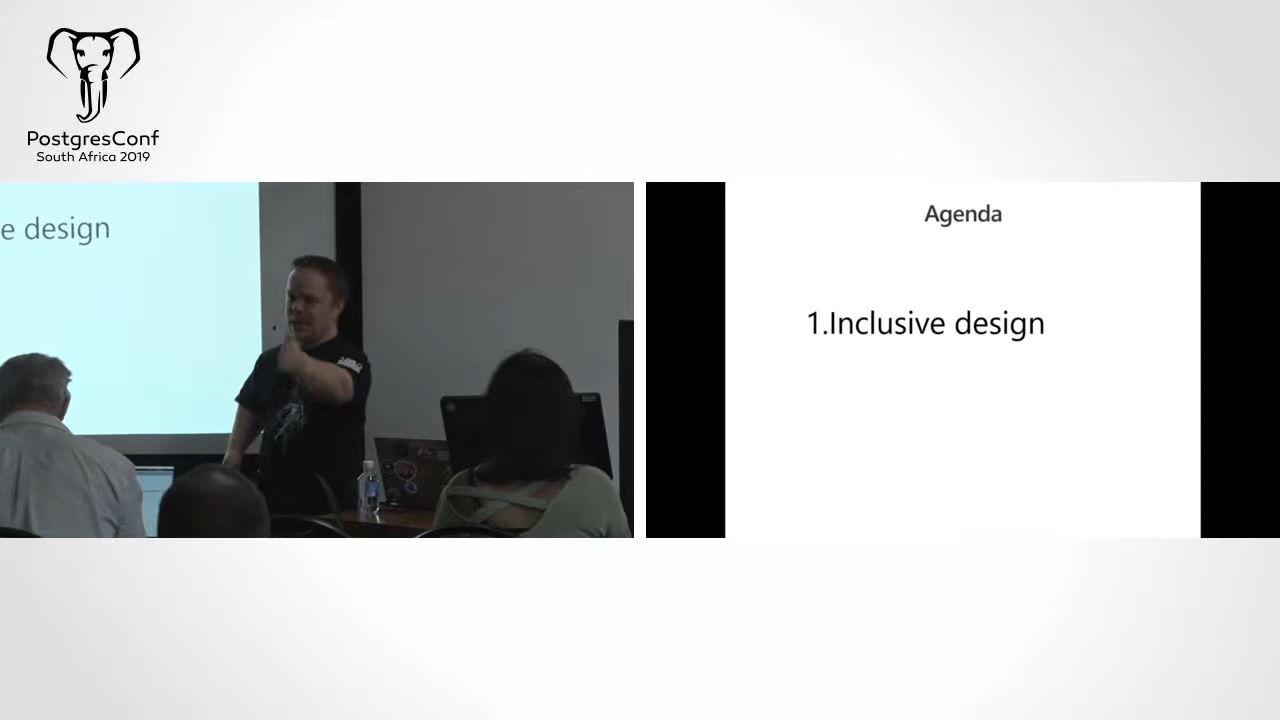 PostgresConf
South Africa 2019
e design
Agenda
1.Inclusive design